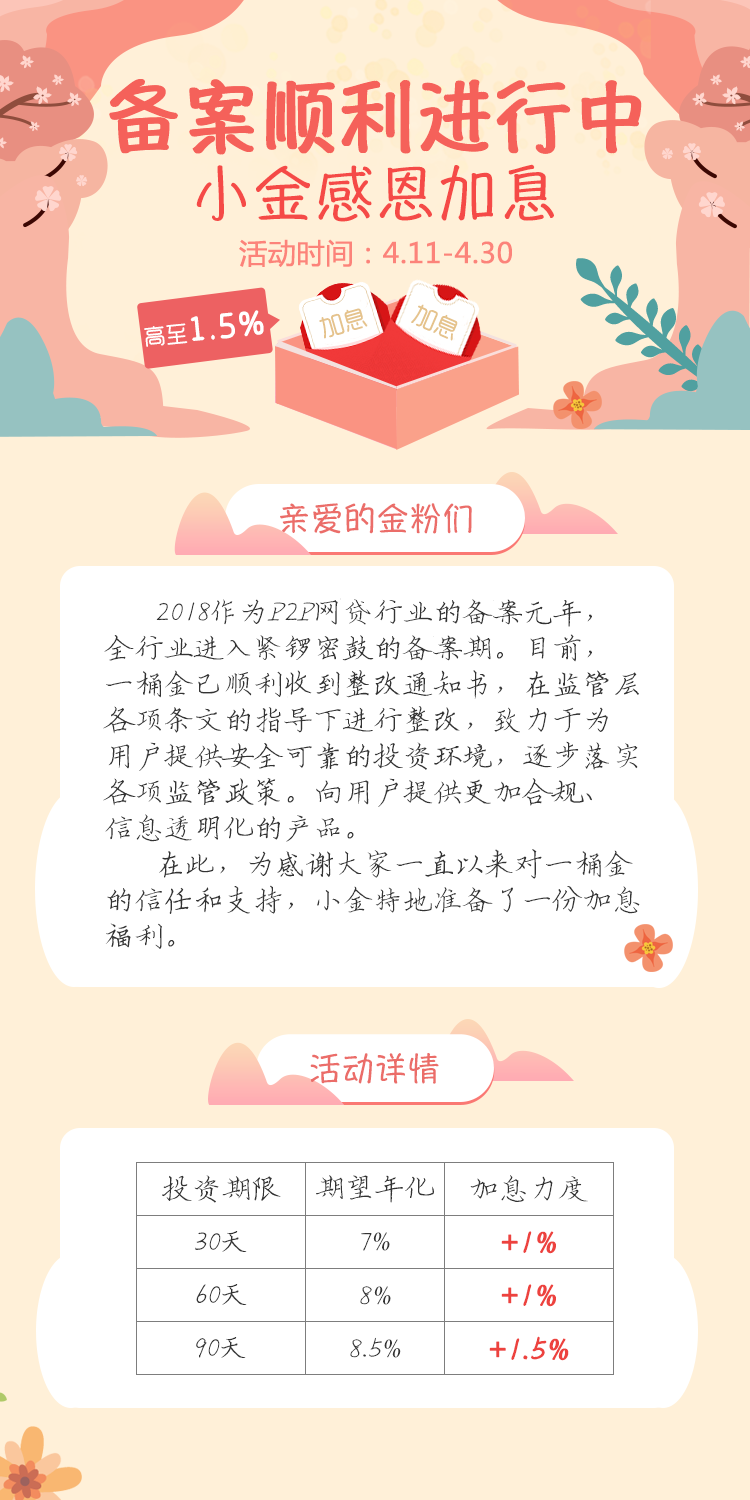 备案顺利进行中
小金感恩加息
活动时间：4.11-4.30
高至1.5%
加息
加息
亲爱的金粉们
2018作为P2P网贷行业的备案元年，
全行业进入紧锣密鼓的备案期。目前，
一桶金已顺利收到整改通知书，在监管层
各项条文的指导下进行整改，致力于为
用户提供安全可靠的投资环境，逐步落实
各项监管政策。向用户提供更加合规、
信息透明化的产品。
在此，为感谢大家一直以来对一桶金
的信任和支持，小金特地准备了一份加息
福利。
活动详情
投资期限 期望年化 加息力度
30天 7% +1%
60天 8% +1%
90天 8.5% +1.5%